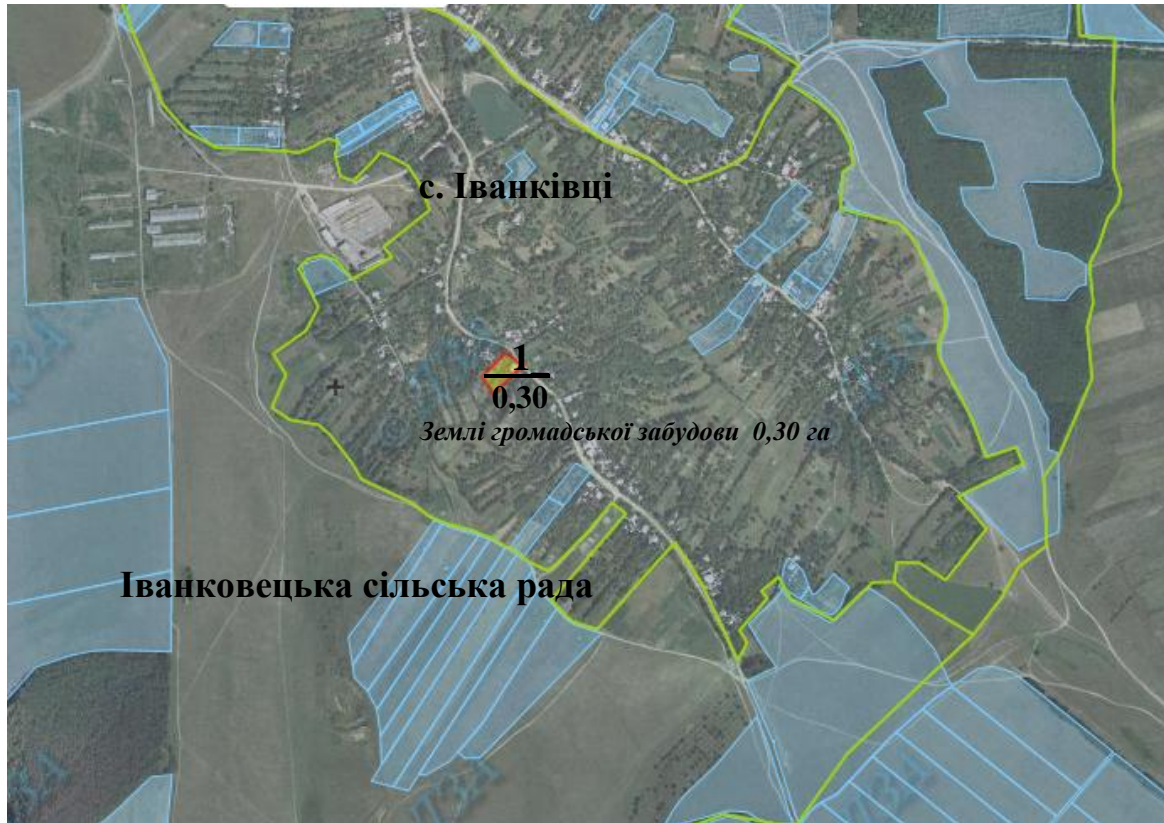 с. Іванківці
1
0,30
Землі громадської забудови 0,30 га
Іванковецька сільська рада